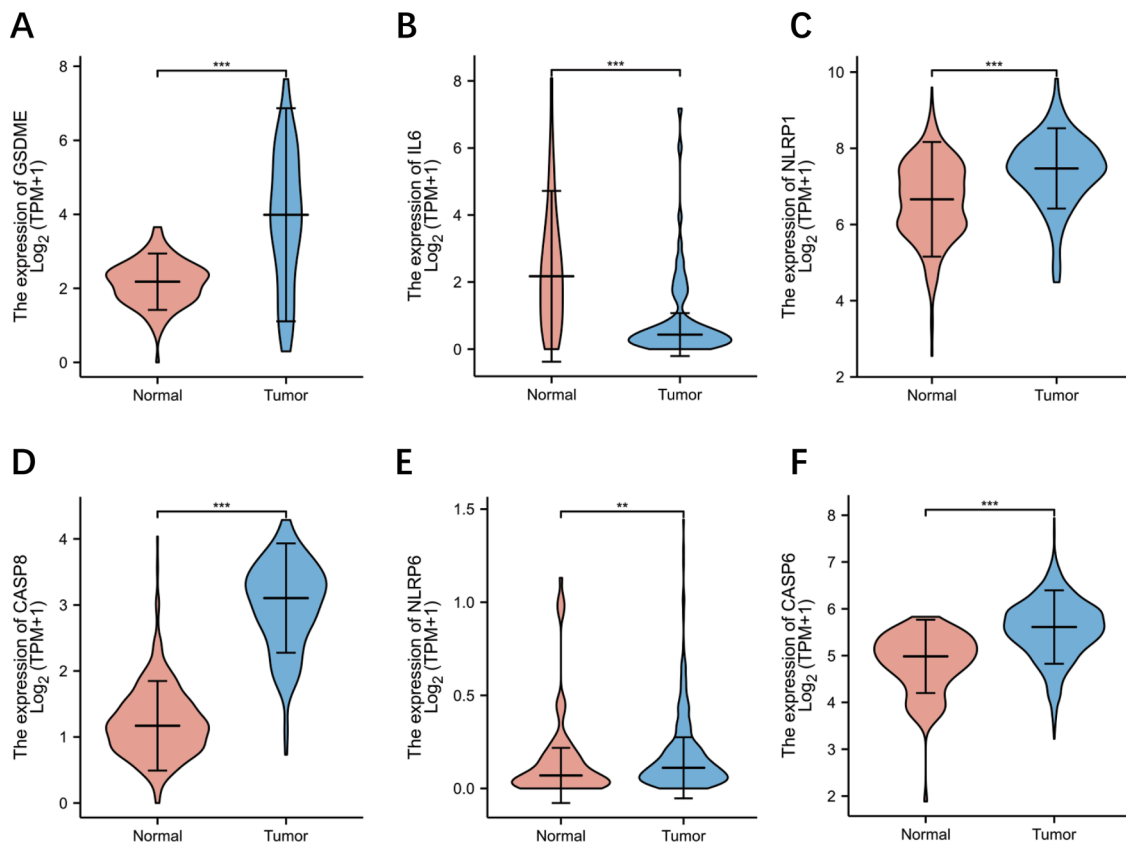 A
The expression of GSDME
Log2 (TPM+1)
8
6
4
2
0
***
Normal Tumor
B
The expression of IL6
Log2 (TPM+1)
8
6
4
2
0
***
Normal Tumor
C
The expression of NLRP1
Log2 (TPM+1)
10
8
6
4
2
***
Normal Tumor
D
The expression of CASP8
Log2 (TPM+1)
4
3
2
1
0
***
Normal Tumor
E
The expression of NLRP6
Log2 (TPM+1)
1.5
1.0
0.5
0.0
**
Normal Tumor
F
The expression of CASP6
Log2 (TPM+1)
8
7
6
5
4
3
2
***
Normal Tumor